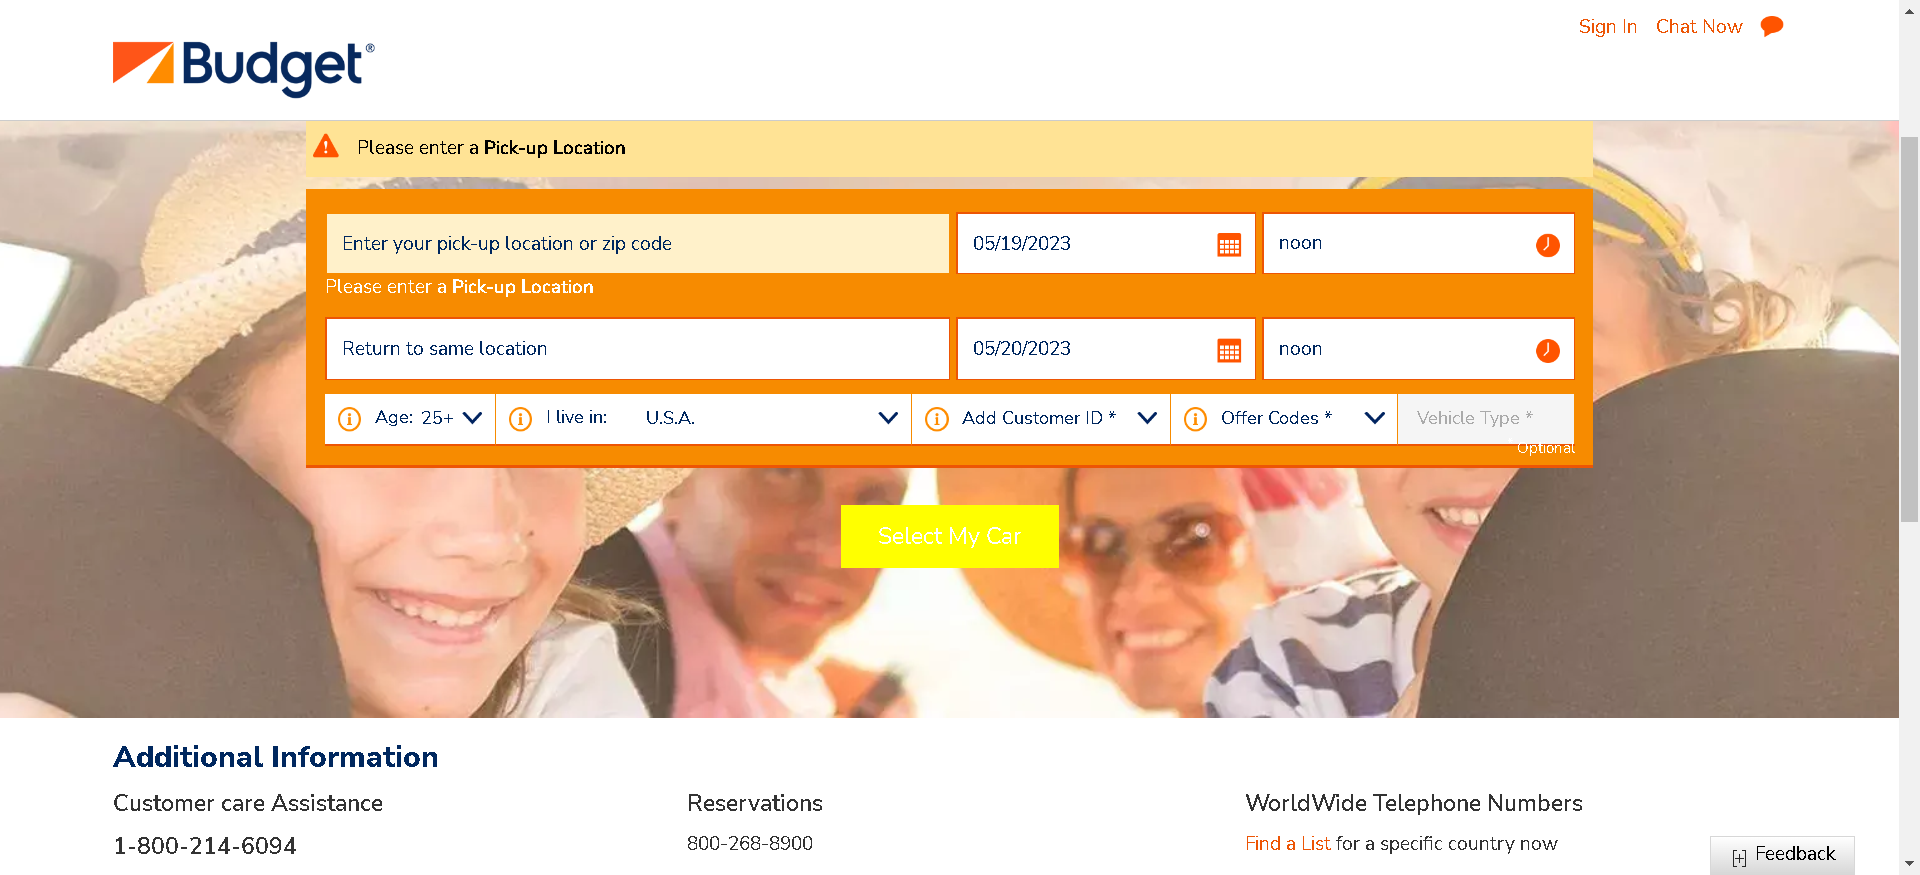 Sign In Chat Now
Budget®
Please enter a Pick-up Location
Enter your pick-up location or zip code 05/19/2023 noon
Please enter a Pick-up Location
Return to same location 05/20/2023 noon
Age: 25+ I live in: U.S.A. Add Customer ID * Offer Codes * Vehicle Type *
*Optional
Select My Car
Additional Information
Customer care Assistance Reservations WorldWide Telephone Numbers
1-800-214-6094 800-268-8900 Find a List for a specific country now
[+] Feedback